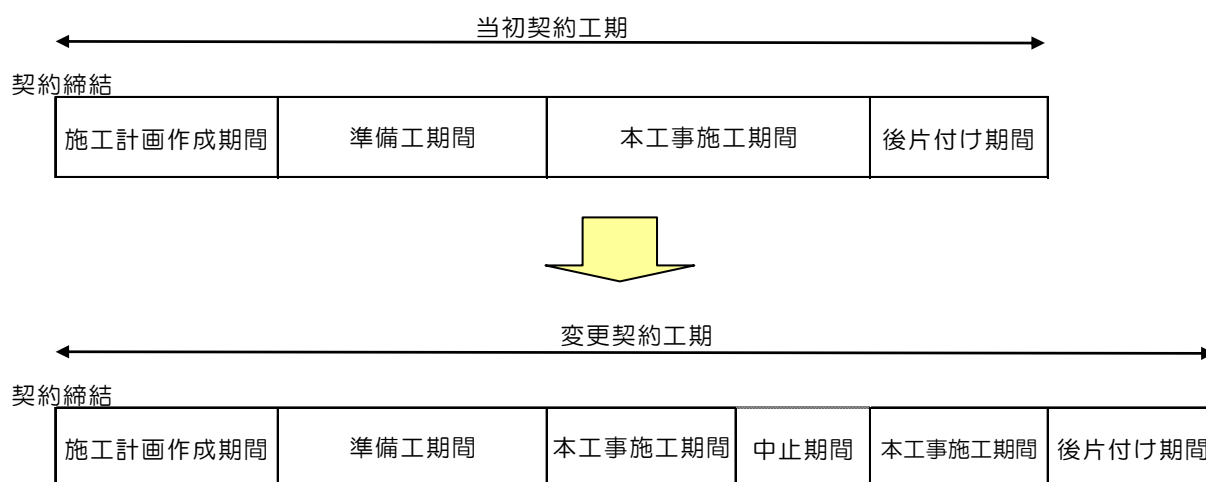 当初契約工期
契約締結
施工計画作成期間 準備工期間 本工事施工期間 後片付け期間
変更契約工期
契約締結
施工計画作成期間 準備工期間 本工事施工期間 中止期間 本工事施工期間 後片付け期間